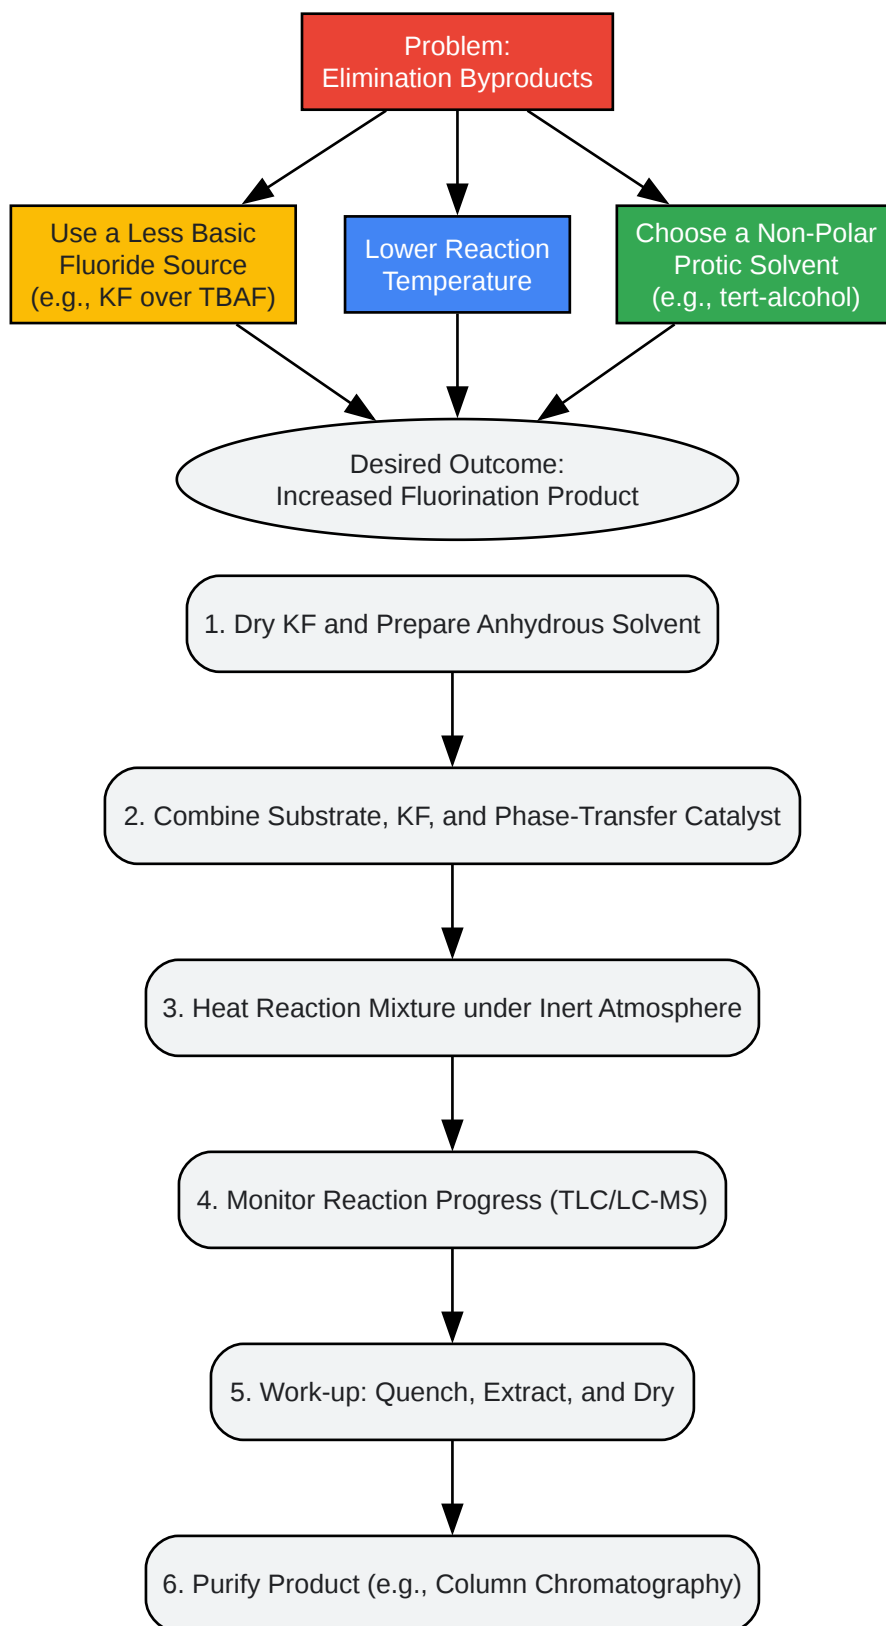 Problem:
Elimination Byproducts
Use a Less Basic
Fluoride Source
(e.g., KF over TBAF)
Lower Reaction
Temperature
Choose a Non-Polar
Protic Solvent
(e.g., tert-alcohol)
Desired Outcome:
Increased Fluorination Product
1. Dry KF and Prepare Anhydrous Solvent
2. Combine Substrate, KF, and Phase-Transfer Catalyst
3. Heat Reaction Mixture under Inert Atmosphere
4. Monitor Reaction Progress (TLC/LC-MS)
5. Work-up: Quench, Extract, and Dry
6. Purify Product (e.g., Column Chromatography)